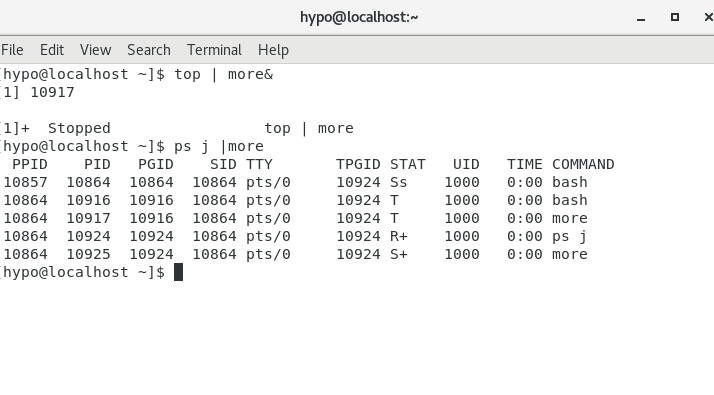 hypo@localhost:~
File Edit View Search Terminal Help
[hypo@localhost ~]$ top | more&
[1] 10917
[1]+  Stopped                 top | more
[hypo@localhost ~]$ ps j |more
 PPID   PID  PGID   SID TTY      TPGID STAT   UID   TIME COMMAND
10857 10864 10864 10864 pts/0    10924 Ss    1000   0:00 bash
10864 10916 10916 10864 pts/0    10924 T     1000   0:00 bash
10864 10917 10916 10864 pts/0    10924 T     1000   0:00 more
10864 10924 10924 10864 pts/0    10924 R+    1000   0:00 ps j
10864 10925 10924 10864 pts/0    10924 S+    1000   0:00 more
[hypo@localhost ~]$